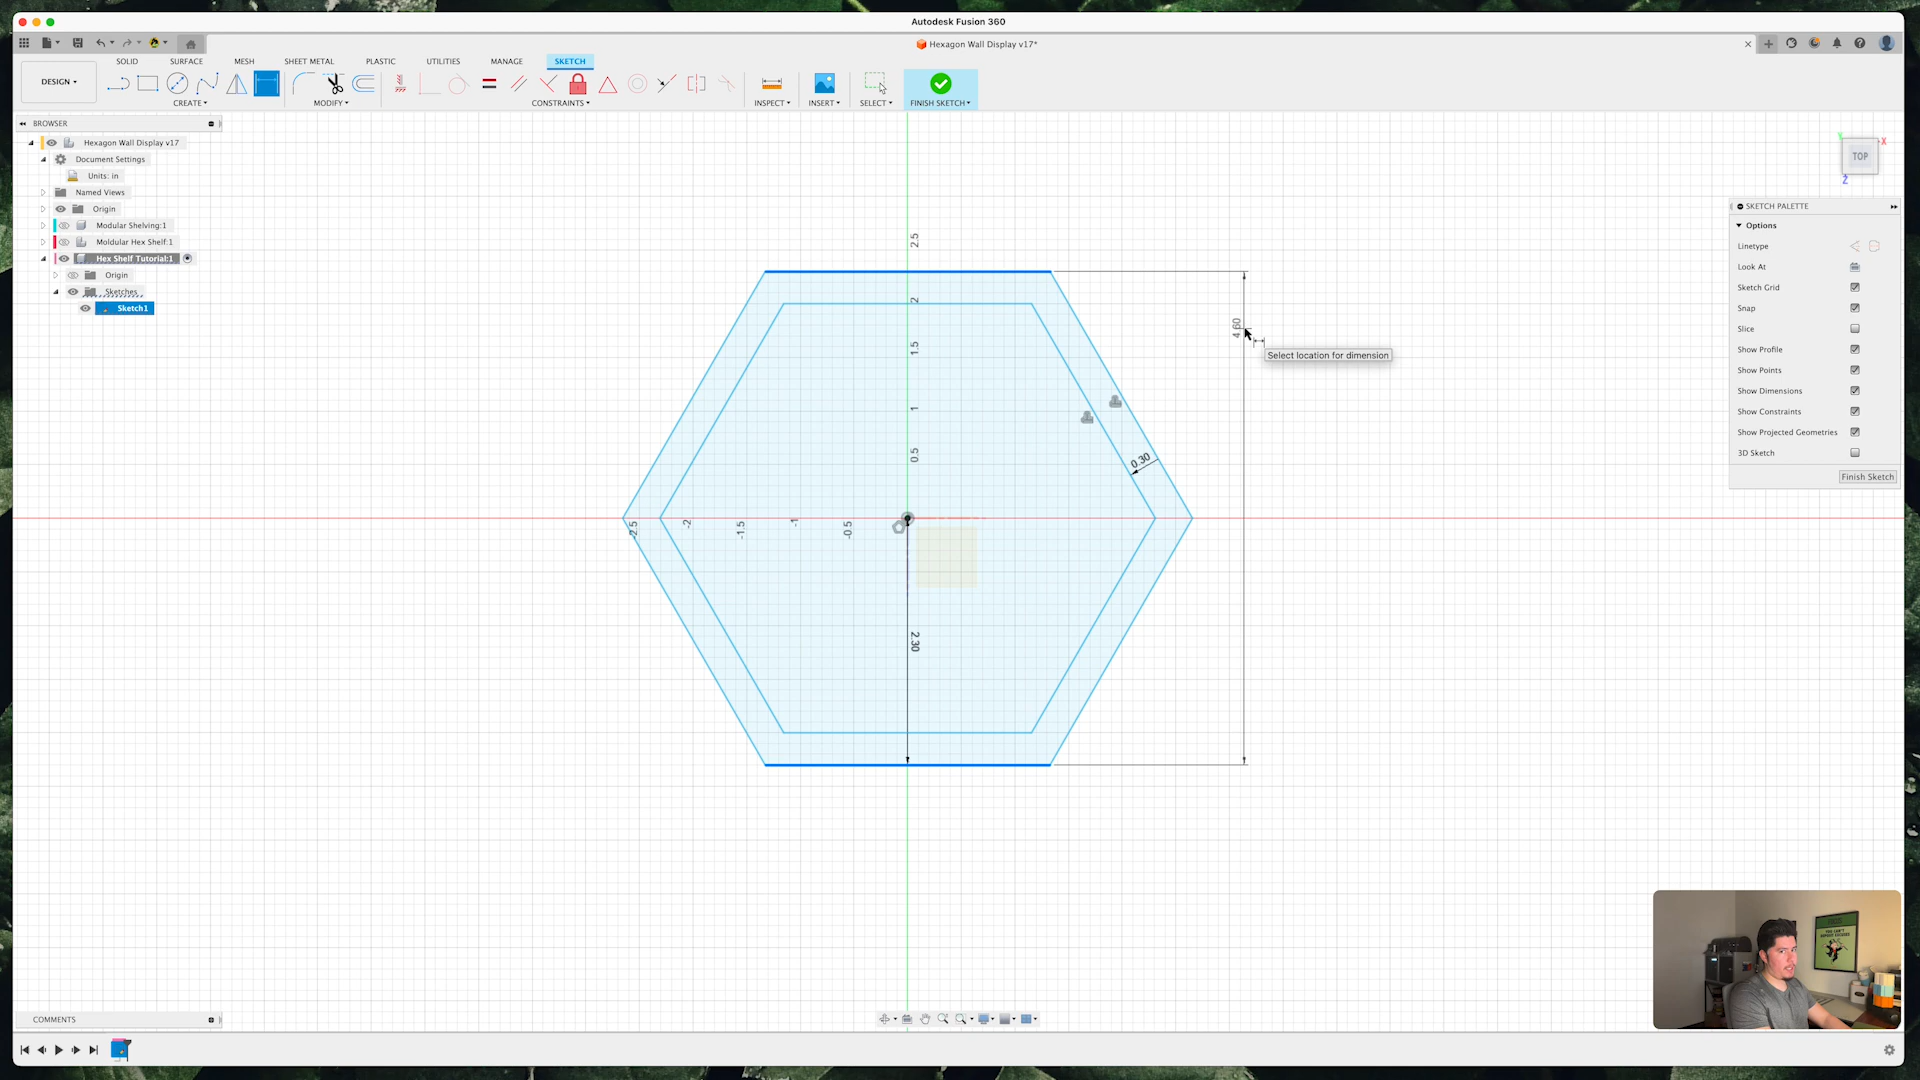 Autodesk Fusion 360
Hexagon Wall Display v17*
SOLID SURFACE MESH SHEET METAL PLASTIC UTILITIES MANAGE SKETCH
DESIGN
CREATE MODIFY CONSTRAINTS INSPECT INSERT SELECT FINISH SKETCH
BROWSER
Hexagon Wall Display v17
Document Settings
Units: in
Named Views
Origin
Modular Shelving:1
Moldular Hex Shelf:1
Hex Shelf Tutorial:1
Origin
Sketches
Sketch1
2.5
2
1.5
1
0.5
-2.5 -2 -1.5 -1 -0.5
0.30
2.30
4.60
Select location for dimension
TOP
X
Y
Z
SKETCH PALETTE
Options
Linetype
Look At
Sketch Grid
Snap
Slice
Show Profile
Show Points
Show Dimensions
Show Constraints
Show Projected Geometries
3D Sketch
Finish Sketch
COMMENTS